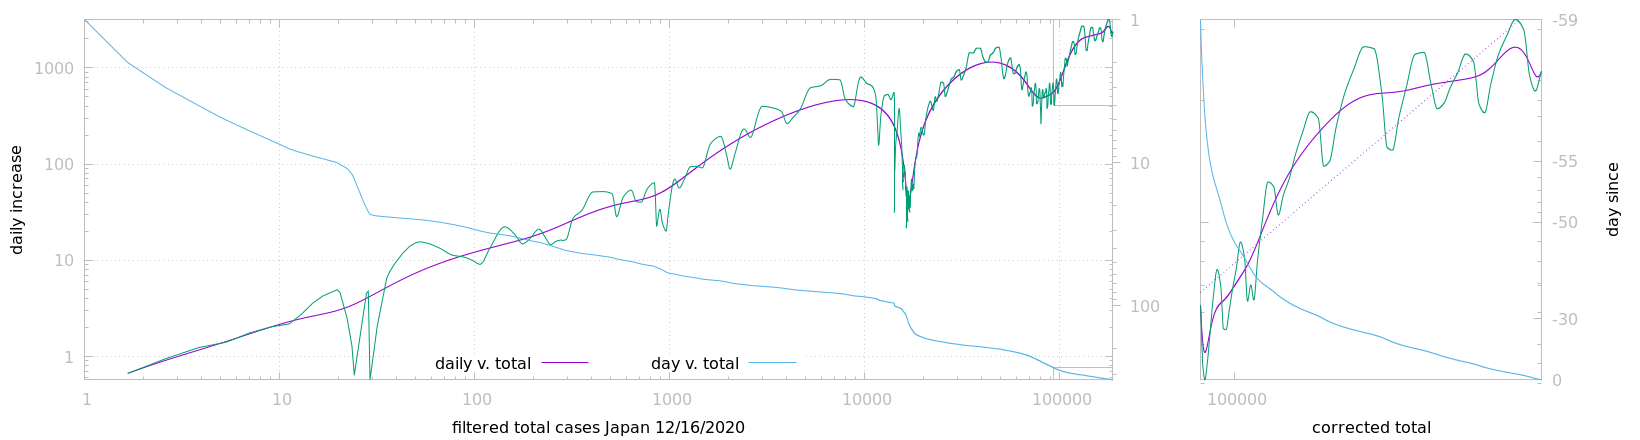 daily increase
1000
100
10
1
daily v. total
day v. total
1 10 100 1000 10000 100000
filtered total cases Japan 12/16/2020
1
10
100
100000
corrected total
-59
-55
-50
-30
0
day since